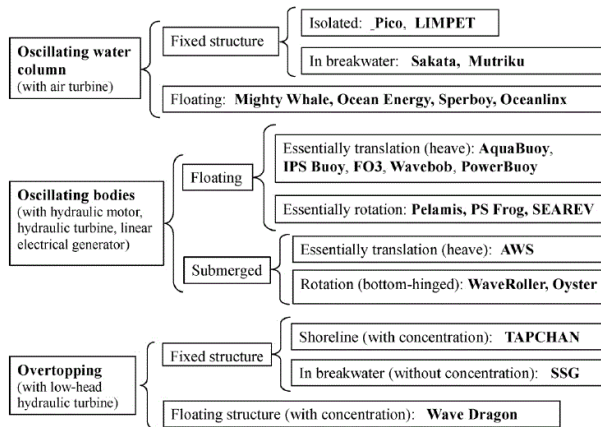 Oscillating water
column
(with air turbine)
Fixed structure
Isolated: _Pico, LIMPET
In breakwater: Sakata, Mutriku
Floating: Mighty Whale, Ocean Energy, Sperboy, Oceanlinx
Oscillating bodies
(with hydraulic motor,
hydraulic turbine, linear
electrical generator)
Floating
Essentially translation (heave): AquaBuoy,
IPS Buoy, FO3, Wavebob, PowerBuoy
Essentially rotation: Pelamis, PS Frog, SEAREV
Submerged
Essentially translation (heave): AWS
Rotation (bottom-hinged): WaveRoller, Oyster
Overtopping
(with low-head
hydraulic turbine)
Fixed structure
Shoreline (with concentration): TAPCHAN
In breakwater (without concentration): SSG
Floating structure (with concentration): Wave Dragon